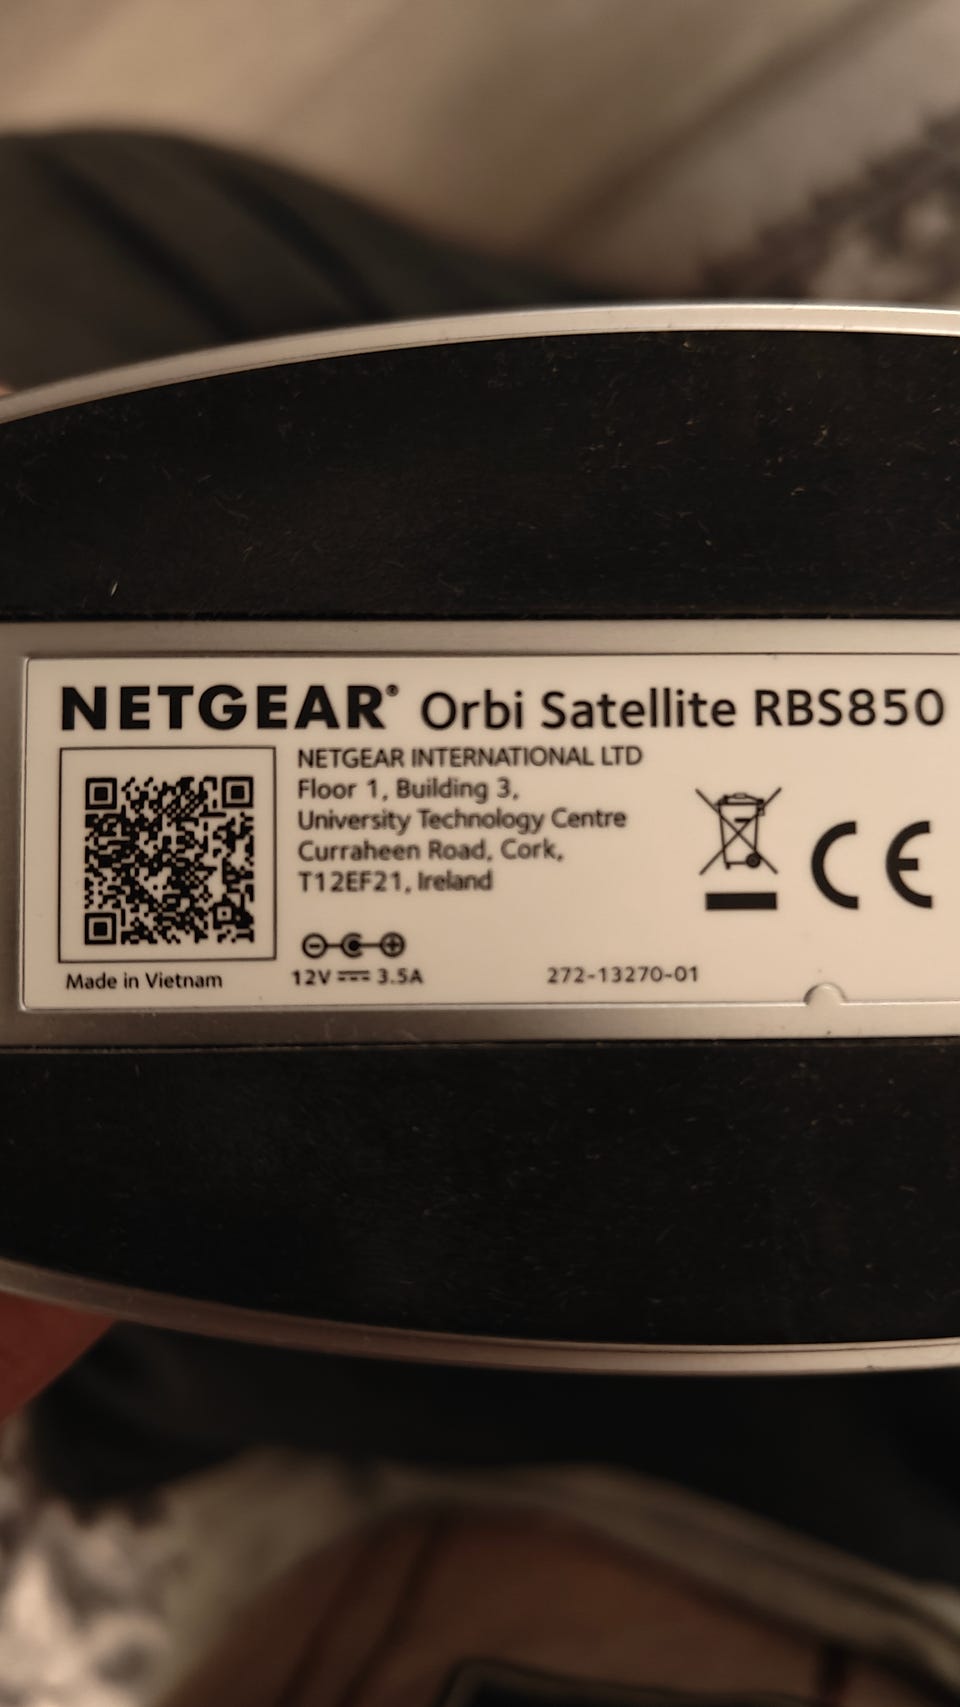 NETGEAR® Orbi Satellite RBS850
NETGEAR INTERNATIONAL LTD
Floor 1, Building 3,
University Technology Centre
Curraheen Road, Cork,
T12EF21, Ireland
CE
Made in Vietnam
12V ⎓ 3.5A
272-13270-01